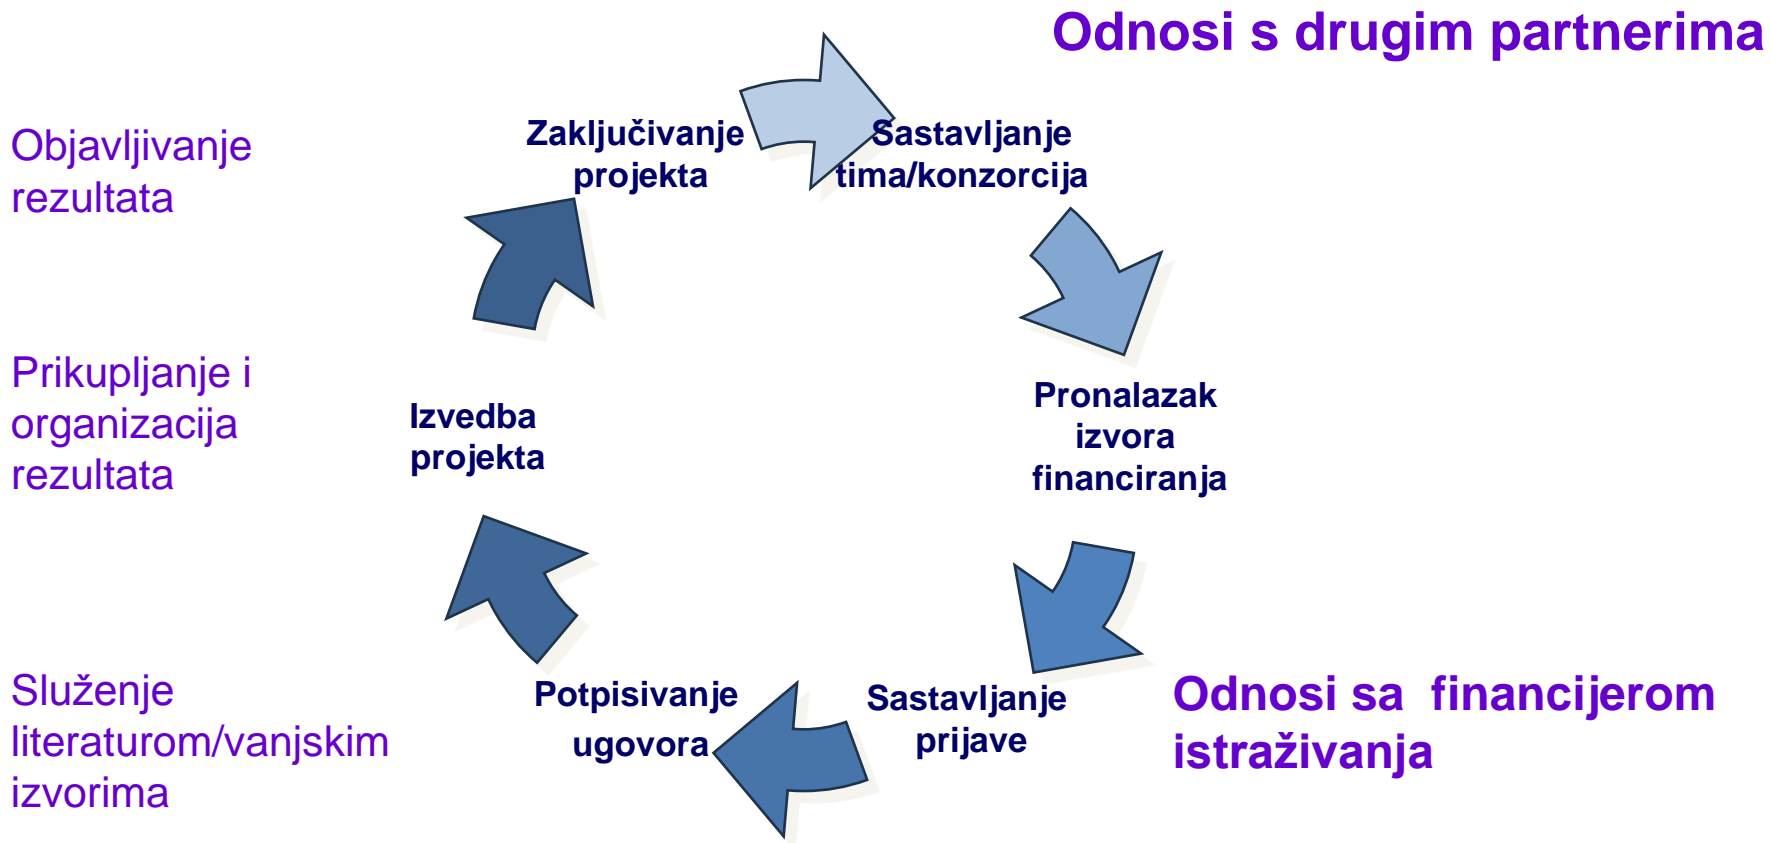 Odnosi s drugim partnerima
Zaključivanje
projekta
Sastavljanje
tima/konzorcija
Pronalazak
izvora
financiranja
Sastavljanje
prijave
Potpisivanje
ugovora
Izvedba
projekta
Objavljivanje
rezultata
Prikupljanje i
organizacija
rezultata
Služenje
literaturom/vanjskim
izvorima
Odnosi sa financijerom
istraživanja